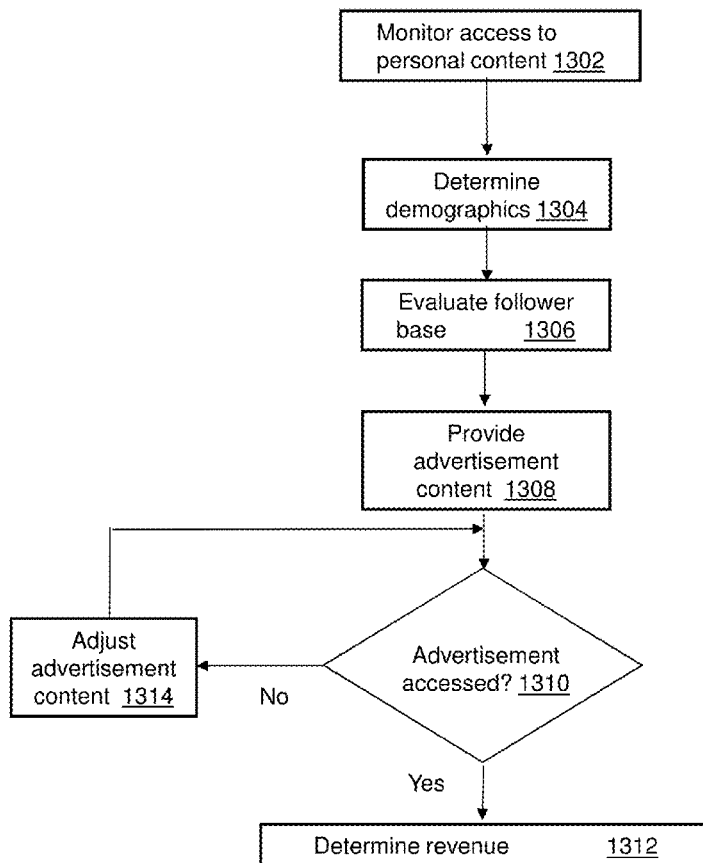 Monitor access to
personal content 1302
Determine
demographics 1304
Evaluate follower
base 1306
Provide
advertisement
content 1308
Adjust
advertisement
content 1314
No
Advertisement
accessed? 1310
Yes
Determine revenue 1312